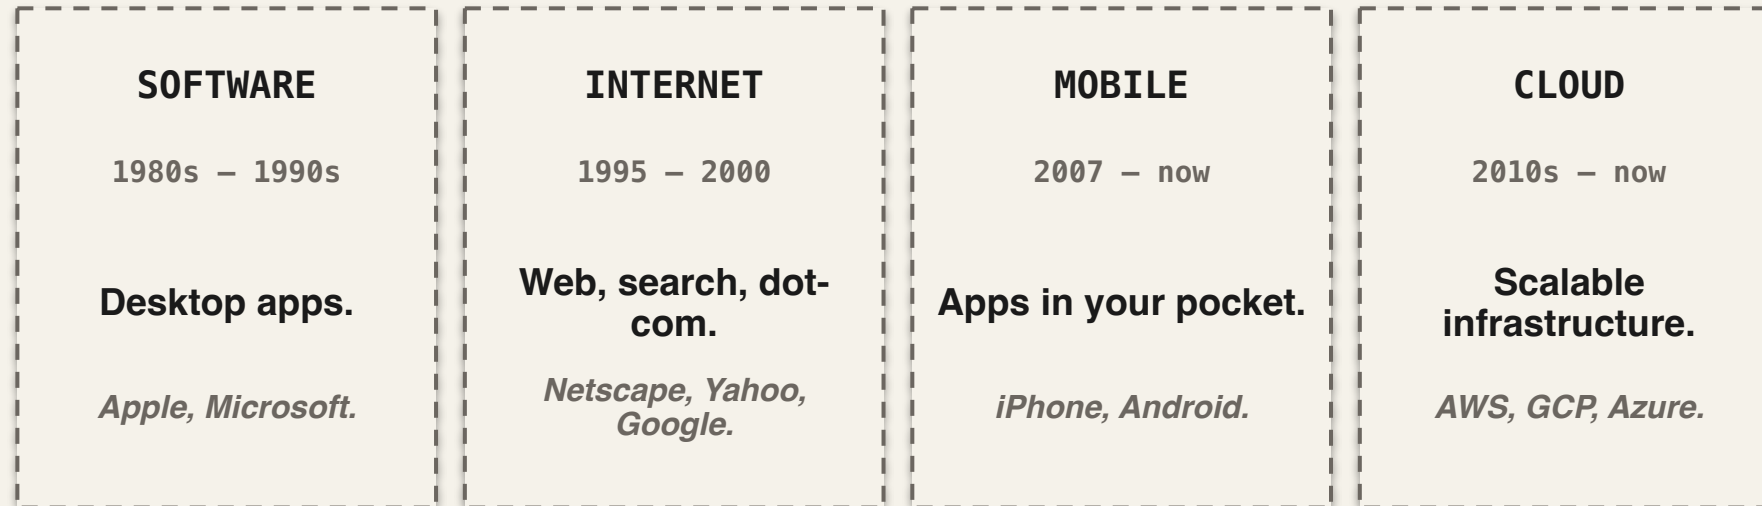 SOFTWARE
1980s – 1990s
Desktop apps.
Apple, Microsoft.
INTERNET
1995 – 2000
Web, search, dot-
com.
Netscape, Yahoo,
Google.
MOBILE
2007 – now
Apps in your pocket.
iPhone, Android.
CLOUD
2010s – now
Scalable
infrastructure.
AWS, GCP, Azure.